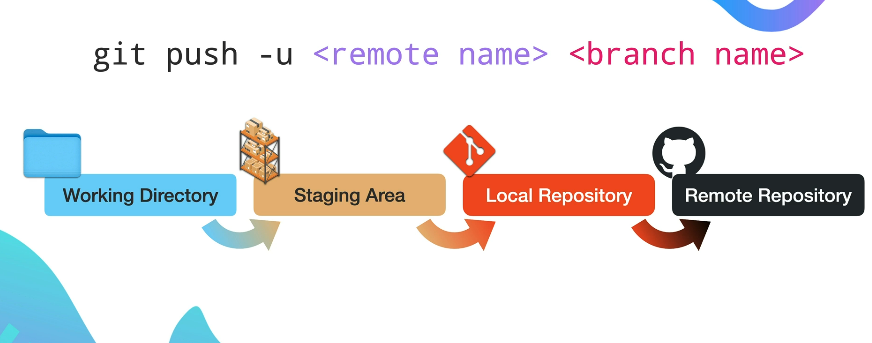 git push -u <remote name> <branch name>
Working Directory
Staging Area
Local Repository
Remote Repository